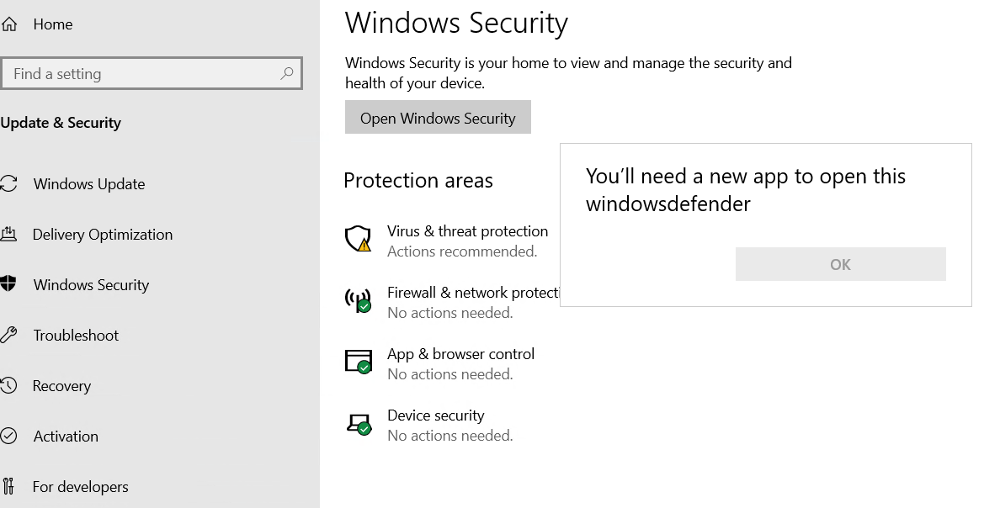 Home
Find a setting
Update & Security
Windows Update
Delivery Optimization
Windows Security
Troubleshoot
Recovery
Activation
For developers
Windows Security
Windows Security is your home to view and manage the security and
health of your device.
Open Windows Security
Protection areas
Virus & threat protection
Actions recommended.
Firewall & network protecti
No actions needed.
App & browser control
No actions needed.
Device security
No actions needed.
You’ll need a new app to open this
windowsdefender
OK